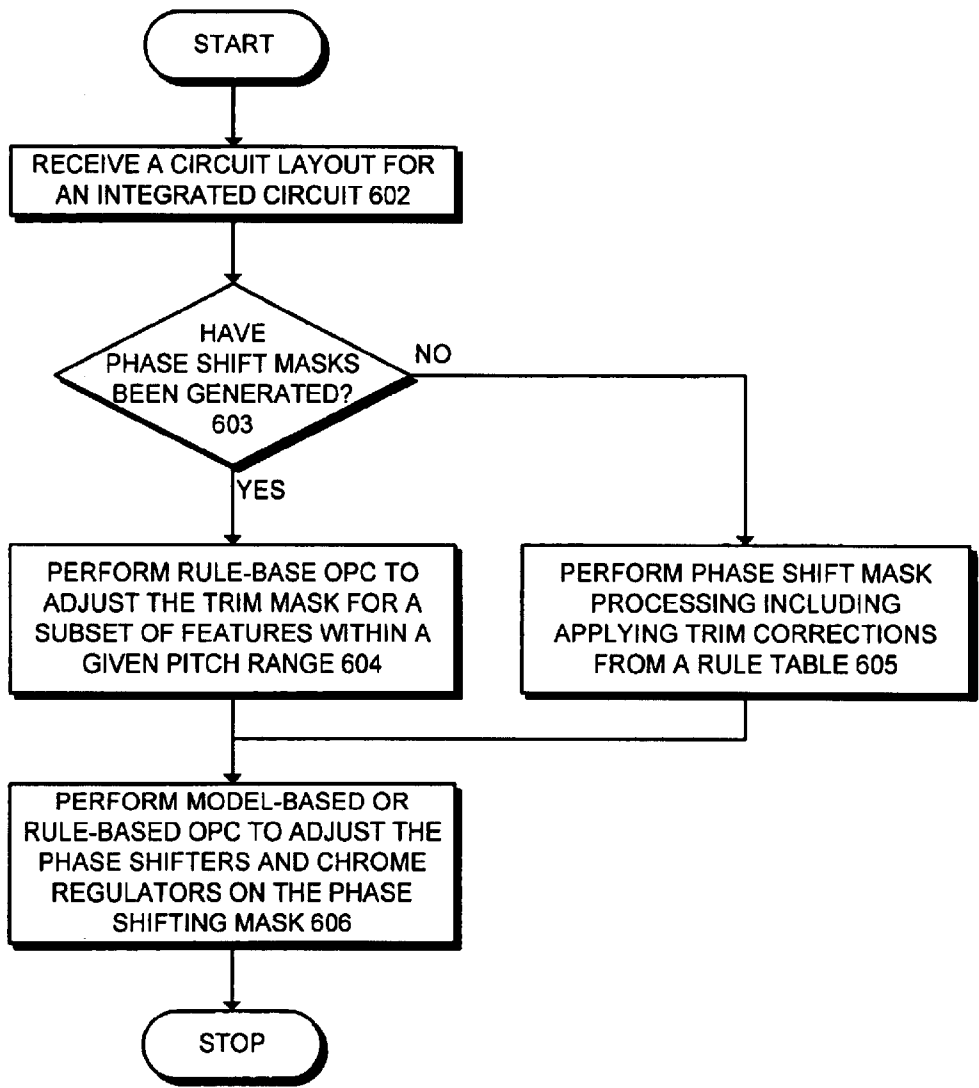 START
RECEIVE A CIRCUIT LAYOUT FOR
AN INTEGRATED CIRCUIT 602
HAVE
PHASE SHIFT MASKS
BEEN GENERATED?
603
NO
YES
PERFORM RULE-BASE OPC TO
ADJUST THE TRIM MASK FOR A
SUBSET OF FEATURES WITHIN A
GIVEN PITCH RANGE 604
PERFORM PHASE SHIFT MASK
PROCESSING INCLUDING
APPLYING TRIM CORRECTIONS
FROM A RULE TABLE 605
PERFORM MODEL-BASED OR
RULE-BASED OPC TO ADJUST THE
PHASE SHIFTERS AND CHROME
REGULATORS ON THE PHASE
SHIFTING MASK 606
STOP